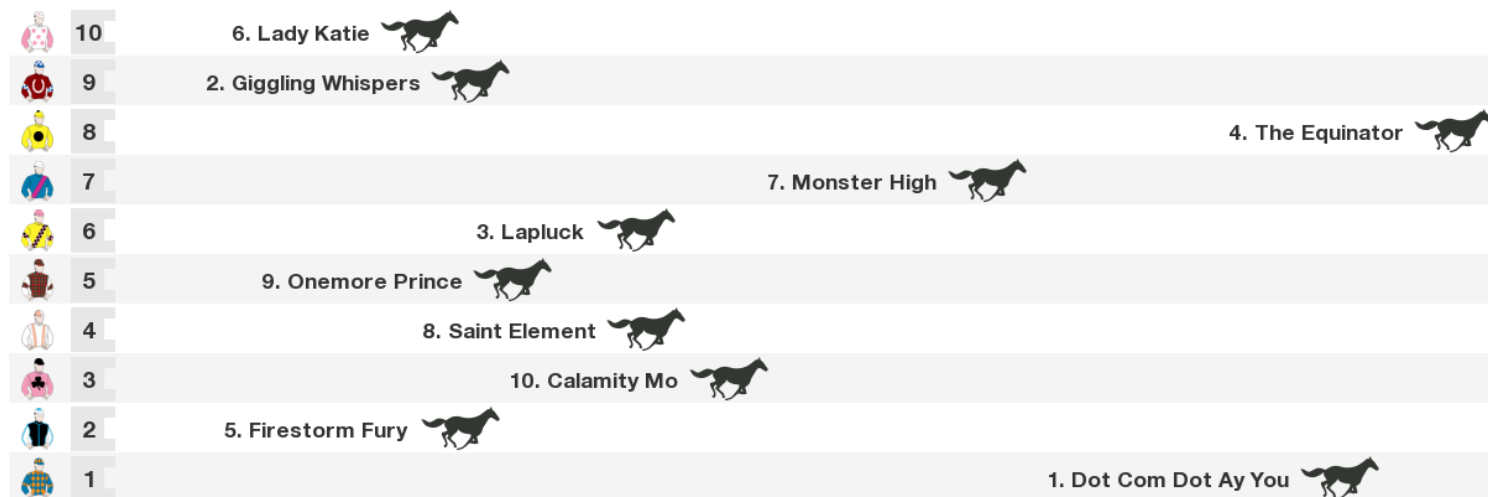 10 6. Lady Katie
9 2. Giggling Whispers
8 4. The Equinator
7 7. Monster High
6 3. Lapluck
5 9. Onemore Prince
4 8. Saint Element
3 10. Calamity Mo
2 5. Firestorm Fury
1 1. Dot Com Dot Ay You